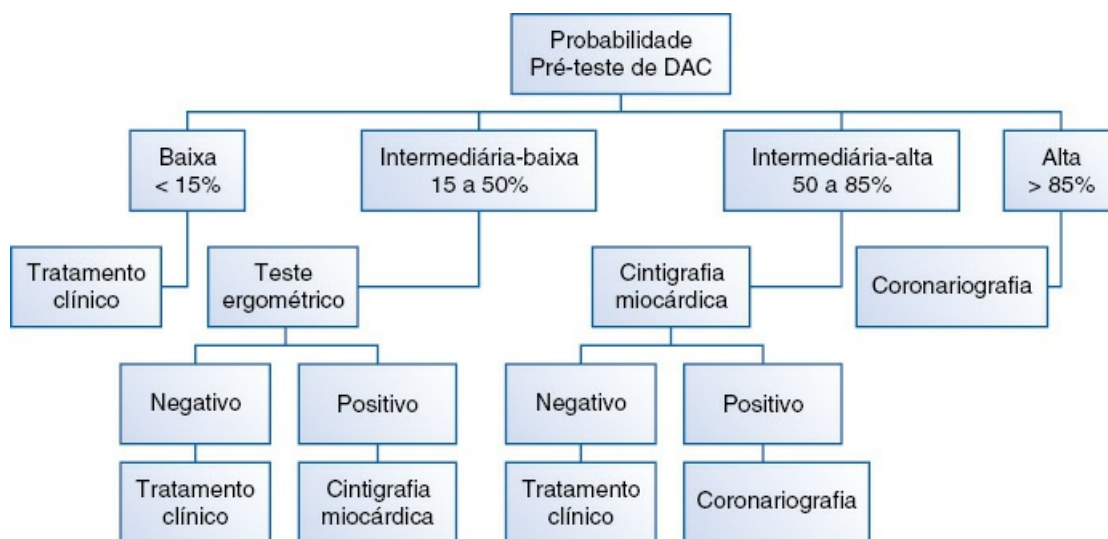 Probabilidade
Pré-teste de DAC
Baixa
< 15%
Intermediária-baixa
15 a 50%
Intermediária-alta
50 a 85%
Alta
> 85%
Tratamento
clínico
Teste
ergométrico
Cintigrafia
miocárdica
Coronariografia
Negativo
Positivo
Negativo
Positivo
Tratamento
clínico
Cintigrafia
miocárdica
Tratamento
clínico
Coronariografia